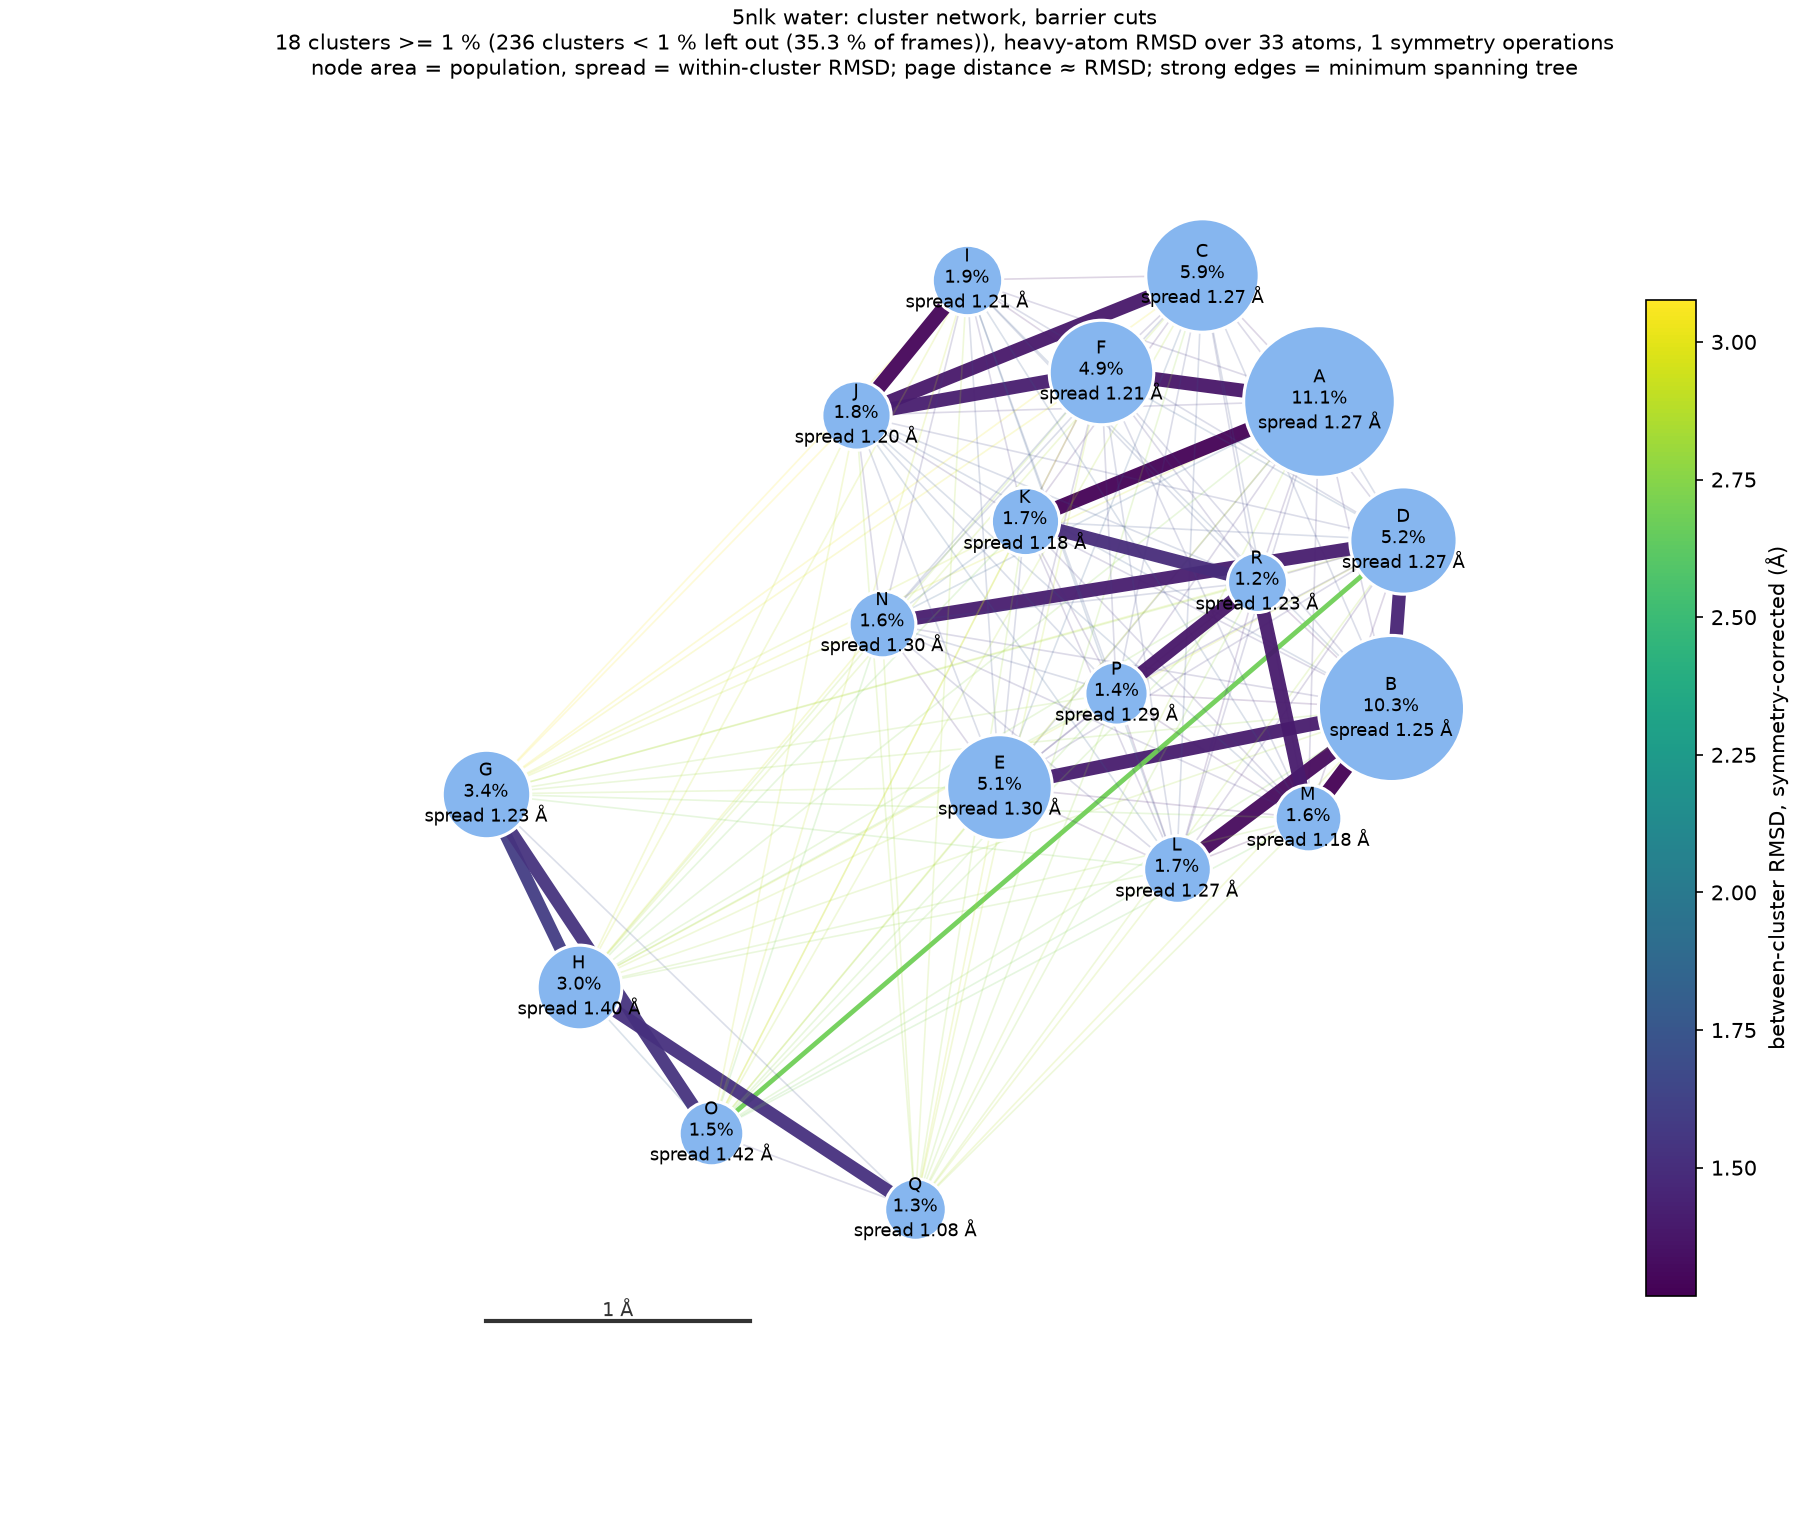 5nlk water: cluster network, barrier cuts
18 clusters >= 1 % (236 clusters < 1 % left out (35.3 % of frames)), heavy-atom RMSD over 33 atoms, 1 symmetry operations
node area = population, spread = within-cluster RMSD; page distance ≈ RMSD; strong edges = minimum spanning tree
I
1.9%
spread 1.21 Å
C
5.9%
spread 1.27 Å
F
4.9%
spread 1.21 Å
A
11.1%
spread 1.27 Å
J
1.8%
spread 1.20 Å
K
1.7%
spread 1.18 Å
D
5.2%
spread 1.27 Å
R
1.2%
spread 1.23 Å
N
1.6%
spread 1.30 Å
P
1.4%
spread 1.29 Å
B
10.3%
spread 1.25 Å
G
3.4%
spread 1.23 Å
E
5.1%
spread 1.30 Å
M
1.6%
spread 1.18 Å
L
1.7%
spread 1.27 Å
H
3.0%
spread 1.40 Å
O
1.5%
spread 1.42 Å
Q
1.3%
spread 1.08 Å
1 Å
3.00
2.75
2.50
2.25
2.00
1.75
1.50
between-cluster RMSD, symmetry-corrected (Å)